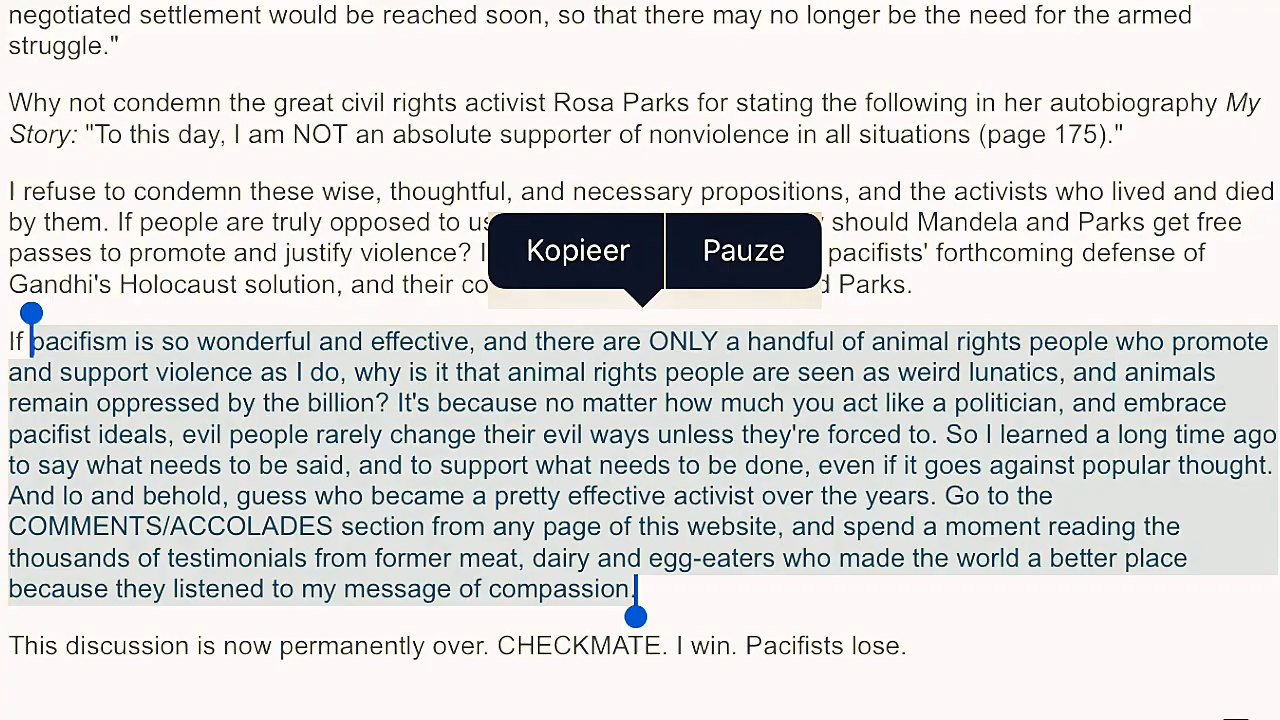 negotiated settlement would be reached soon, so that there may no longer be the need for the armed
struggle."
Why not condemn the great civil rights activist Rosa Parks for stating the following in her autobiography My
Story: "To this day, I am NOT an absolute supporter of nonviolence in all situations (page 175)."
I refuse to condemn these wise, thoughtful, and necessary propositions, and the activists who lived and died
by them. If people are truly opposed to should Mandela and Parks get free
passes to promote and justify violence? pacifists' forthcoming defense of
Gandhi's Holocaust solution, and their Parks.
Kopieer Pauze
If pacifism is so wonderful and effective, and there are ONLY a handful of animal rights people who promote
and support violence as I do, why is it that animal rights people are seen as weird lunatics, and animals
remain oppressed by the billion? It's because no matter how much you act like a politician, and embrace
pacifist ideals, evil people rarely change their evil ways unless they're forced to. So I learned a long time ago
to say what needs to be said, and to support what needs to be done, even if it goes against popular thought.
And lo and behold, guess who became a pretty effective activist over the years. Go to the
COMMENTS/ACCOLADES section from any page of this website, and spend a moment reading the
thousands of testimonials from former meat, dairy and egg-eaters who made the world a better place
because they listened to my message of compassion.
This discussion is now permanently over. CHECKMATE. I win. Pacifists lose.